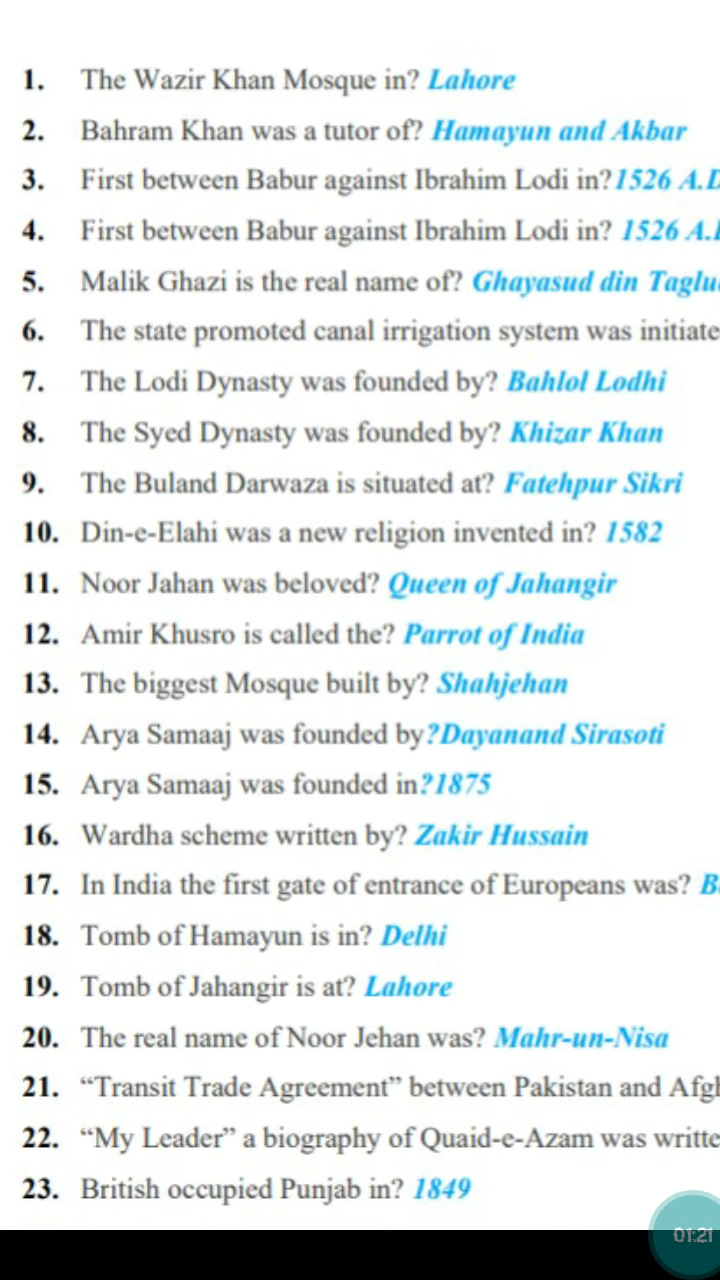 1. The Wazir Khan Mosque in? Lahore
2. Bahram Khan was a tutor of? Hamayun and Akbar
3. First between Babur against Ibrahim Lodi in?1526 A.D
4. First between Babur against Ibrahim Lodi in? 1526 A.
5. Malik Ghazi is the real name of? Ghayasud din Taglu
6. The state promoted canal irrigation system was initiate
7. The Lodi Dynasty was founded by? Bahlol Lodhi
8. The Syed Dynasty was founded by? Khizar Khan
9. The Buland Darwaza is situated at? Fatehpur Sikri
10. Din-e-Elahi was a new religion invented in? 1582
11. Noor Jahan was beloved? Queen of Jahangir
12. Amir Khusro is called the? Parrot of India
13. The biggest Mosque built by? Shahjehan
14. Arya Samaaj was founded by?Dayanand Sirasoti
15. Arya Samaaj was founded in?1875
16. Wardha scheme written by? Zakir Hussain
17. In India the first gate of entrance of Europeans was? B
18. Tomb of Hamayun is in? Delhi
19. Tomb of Jahangir is at? Lahore
20. The real name of Noor Jehan was? Mahr-un-Nisa
21. “Transit Trade Agreement” between Pakistan and Afgh
22. “My Leader” a biography of Quaid-e-Azam was writte
23. British occupied Punjab in? 1849
01:21